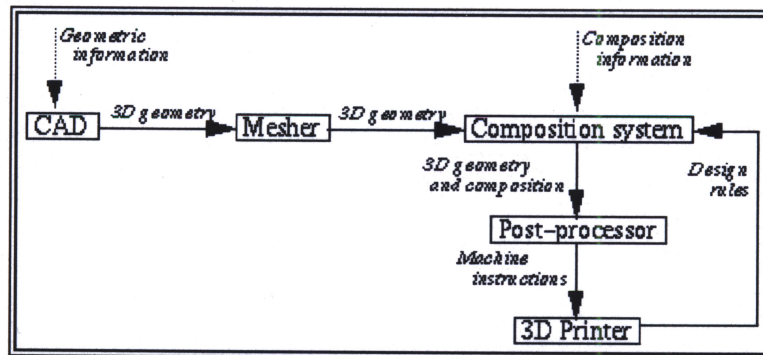 Geometric
information
Composition
information
CAD
3D geometry
Mesher
3D geometry
Composition system
3D geometry
and composition
Design
rules
Post-processor
Machine
instructions
3D Printer